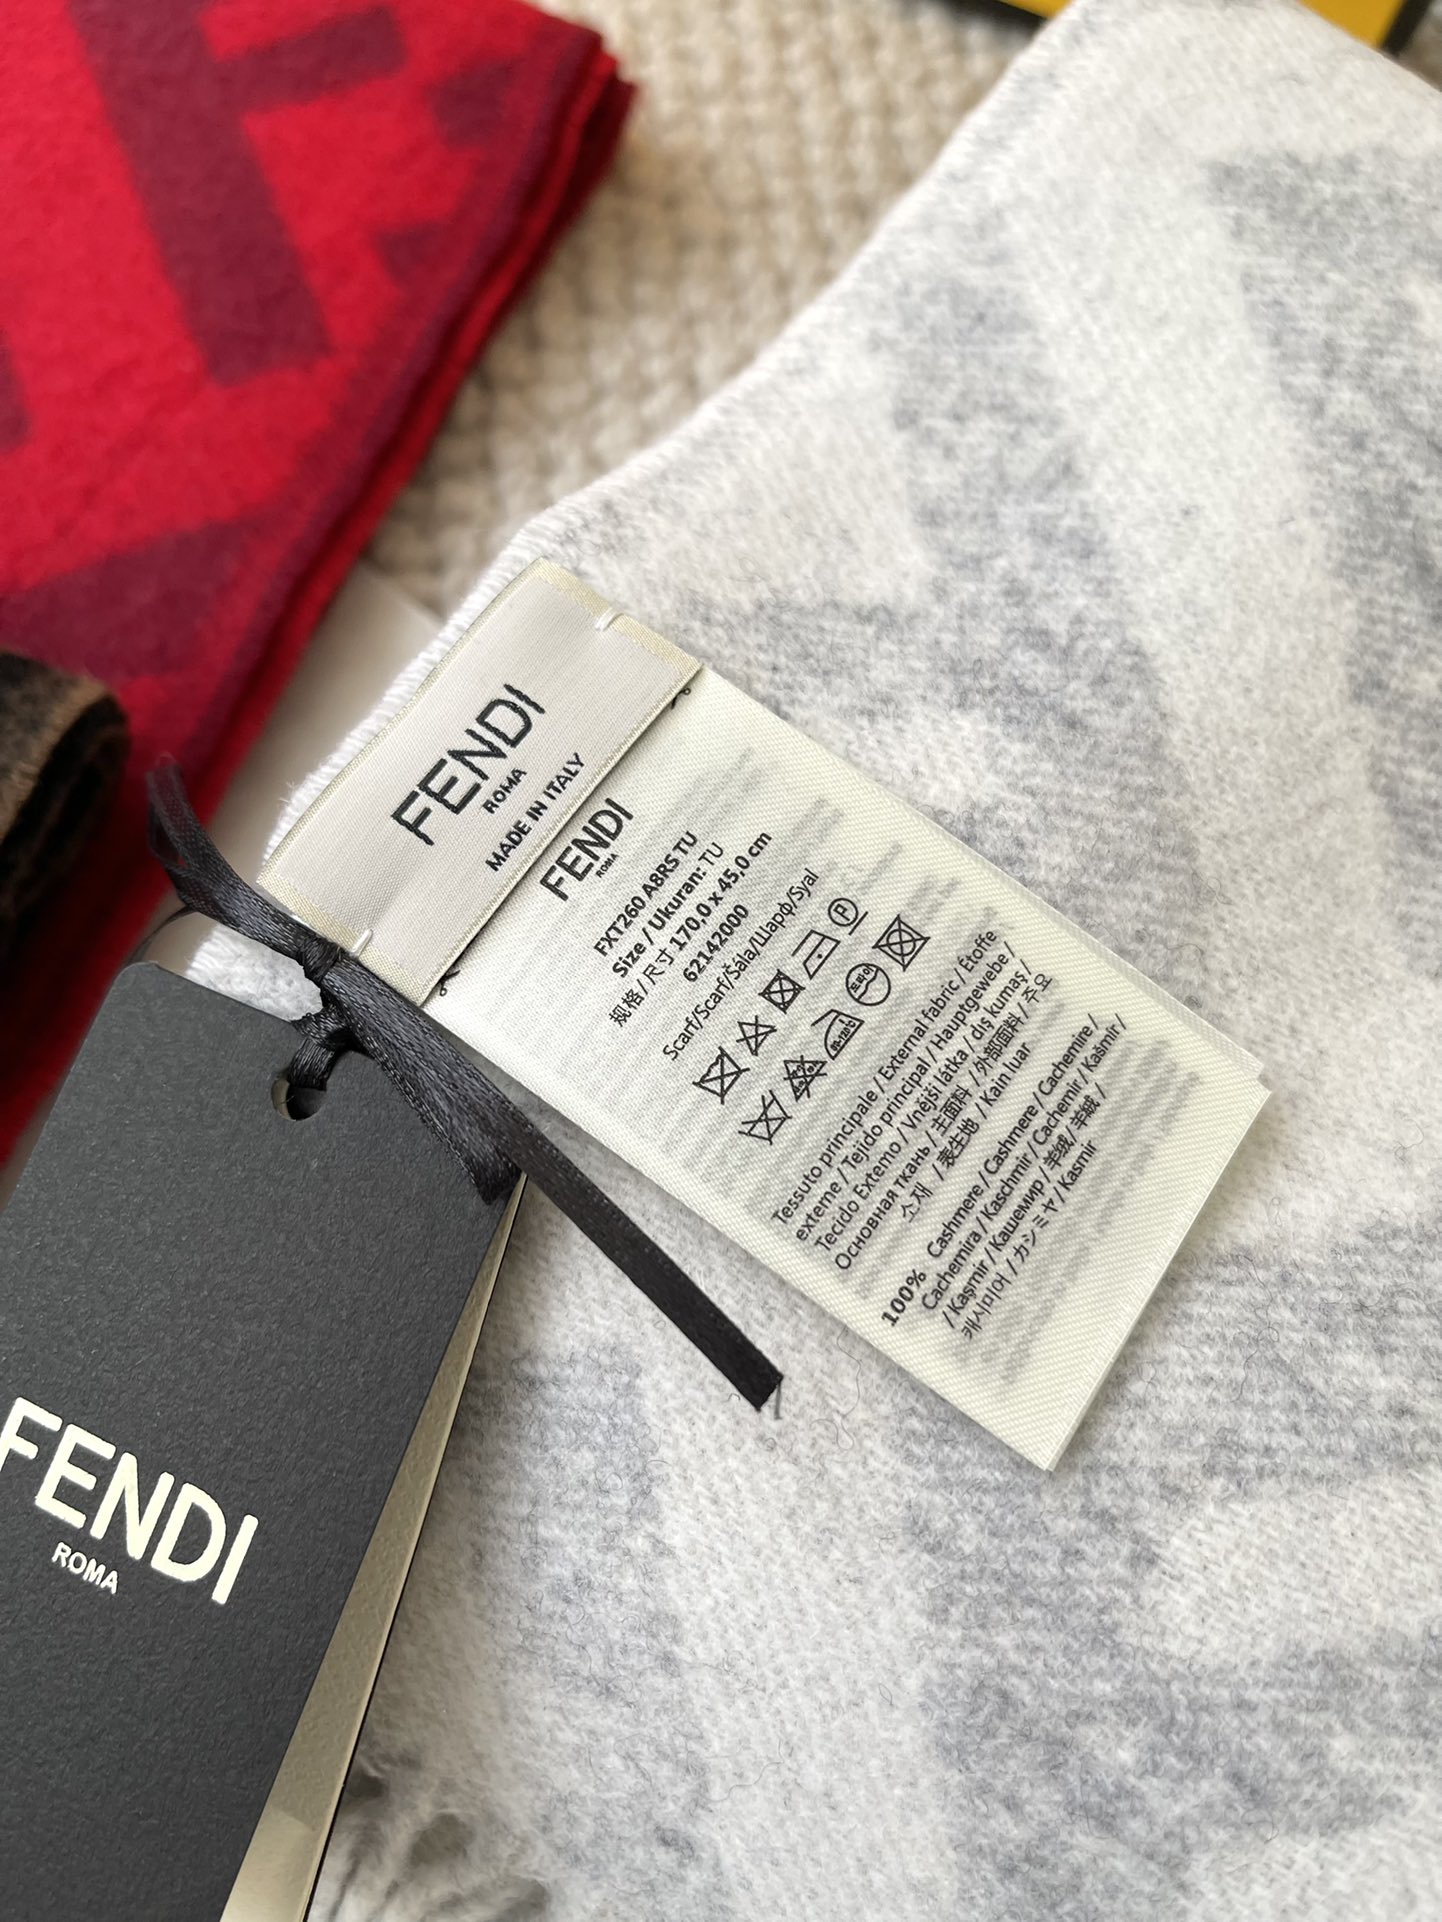 FENDI
ROMA
MADE IN ITALY
FENDI
ROMA
FXT260 A8RS TU
Size / Ukuran: TU
规格 / 尺寸 170,0 x 45,0 cm
62142000
Scarf/Scarf/Šála/Шарф/Syal
P
Tessuto principale / External fabric / Étoffe
externe / Tejido principal / Hauptgewebe /
Tecido Externo / Vnější látka / dış kumaş /
Основная ткань / 主面料 / 外部面料 / 주요
소재 / 表生地 / Kain luar
100% Cashmere / Cashmere / Cachemire /
Cachemira / Kaschmir / Cachemir / Kašmír /
/ Kaşmir / Кашемир / 羊绒 / 羊絨 /
캐시미어 / カシミヤ / Kasmir
FENDI
ROMA